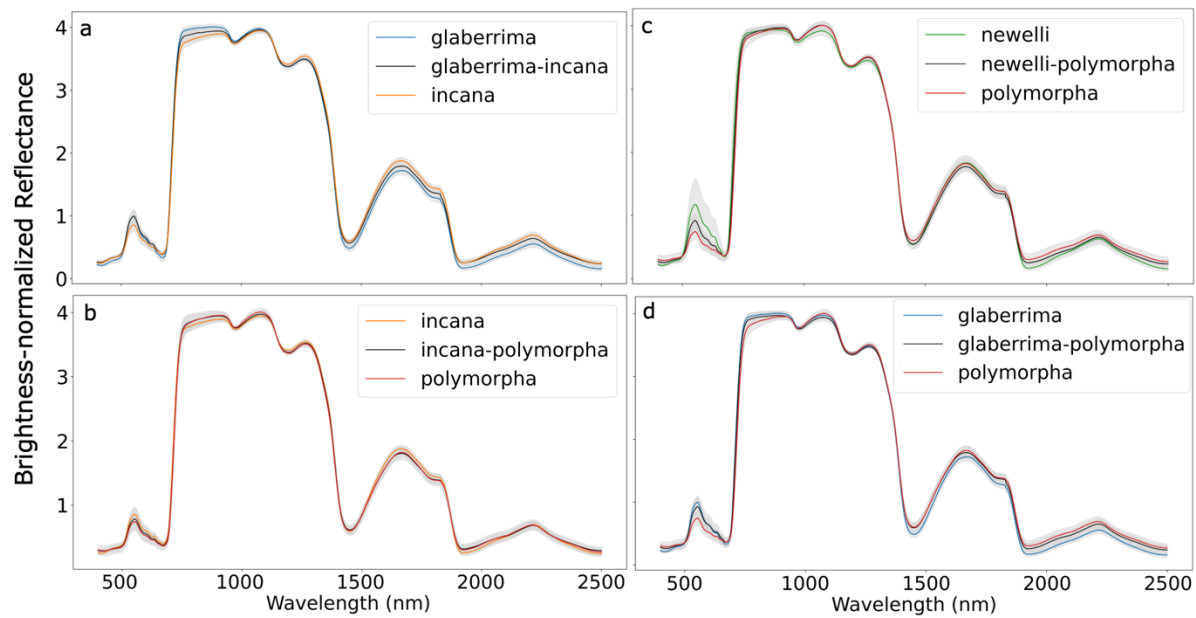 Brightness-normalized Reflectance
a
4
3
2
1
0
glaberrima
glaberrima-incana
incana
c
newelli
newelli-polymorpha
polymorpha
b
4
3
2
1
incana
incana-polymorpha
polymorpha
500 1000 1500 2000 2500
Wavelength (nm)
d
glaberrima
glaberrima-polymorpha
polymorpha
500 1000 1500 2000 2500
Wavelength (nm)